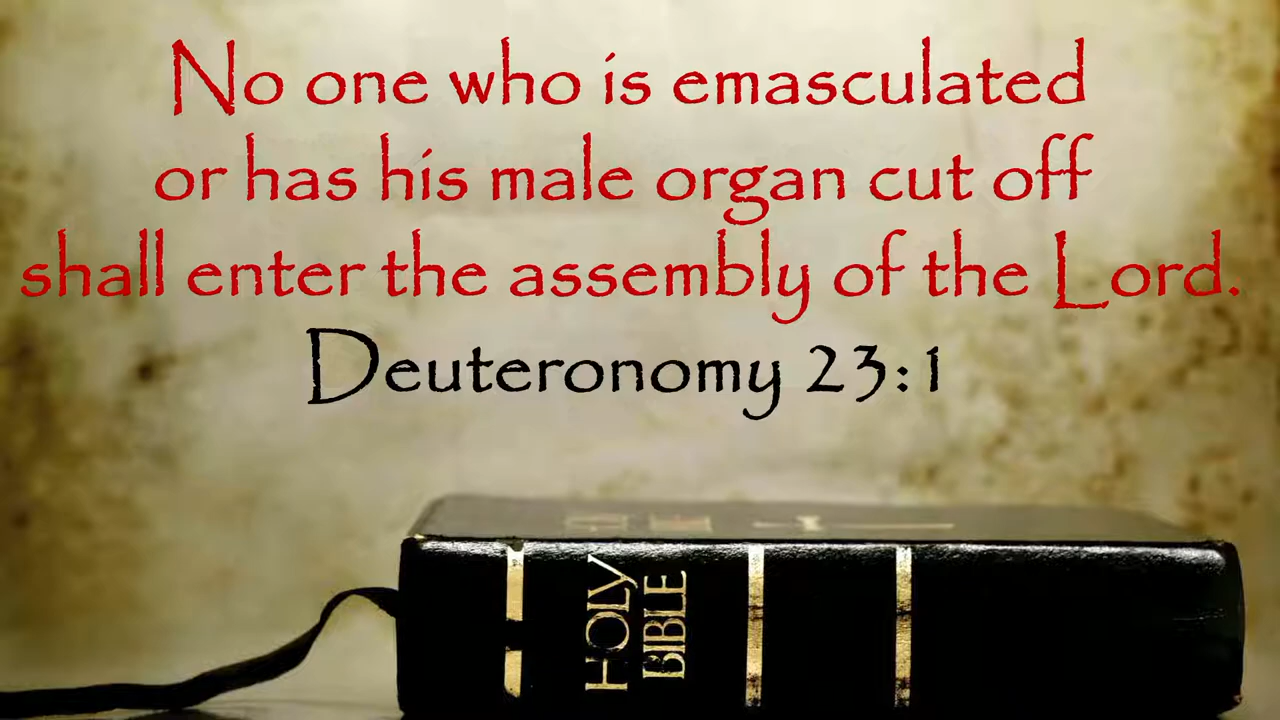 No one who is emasculated
or has his male organ cut off
shall enter the assembly of the Lord.
Deuteronomy 23:1
HOLY
BIBLE